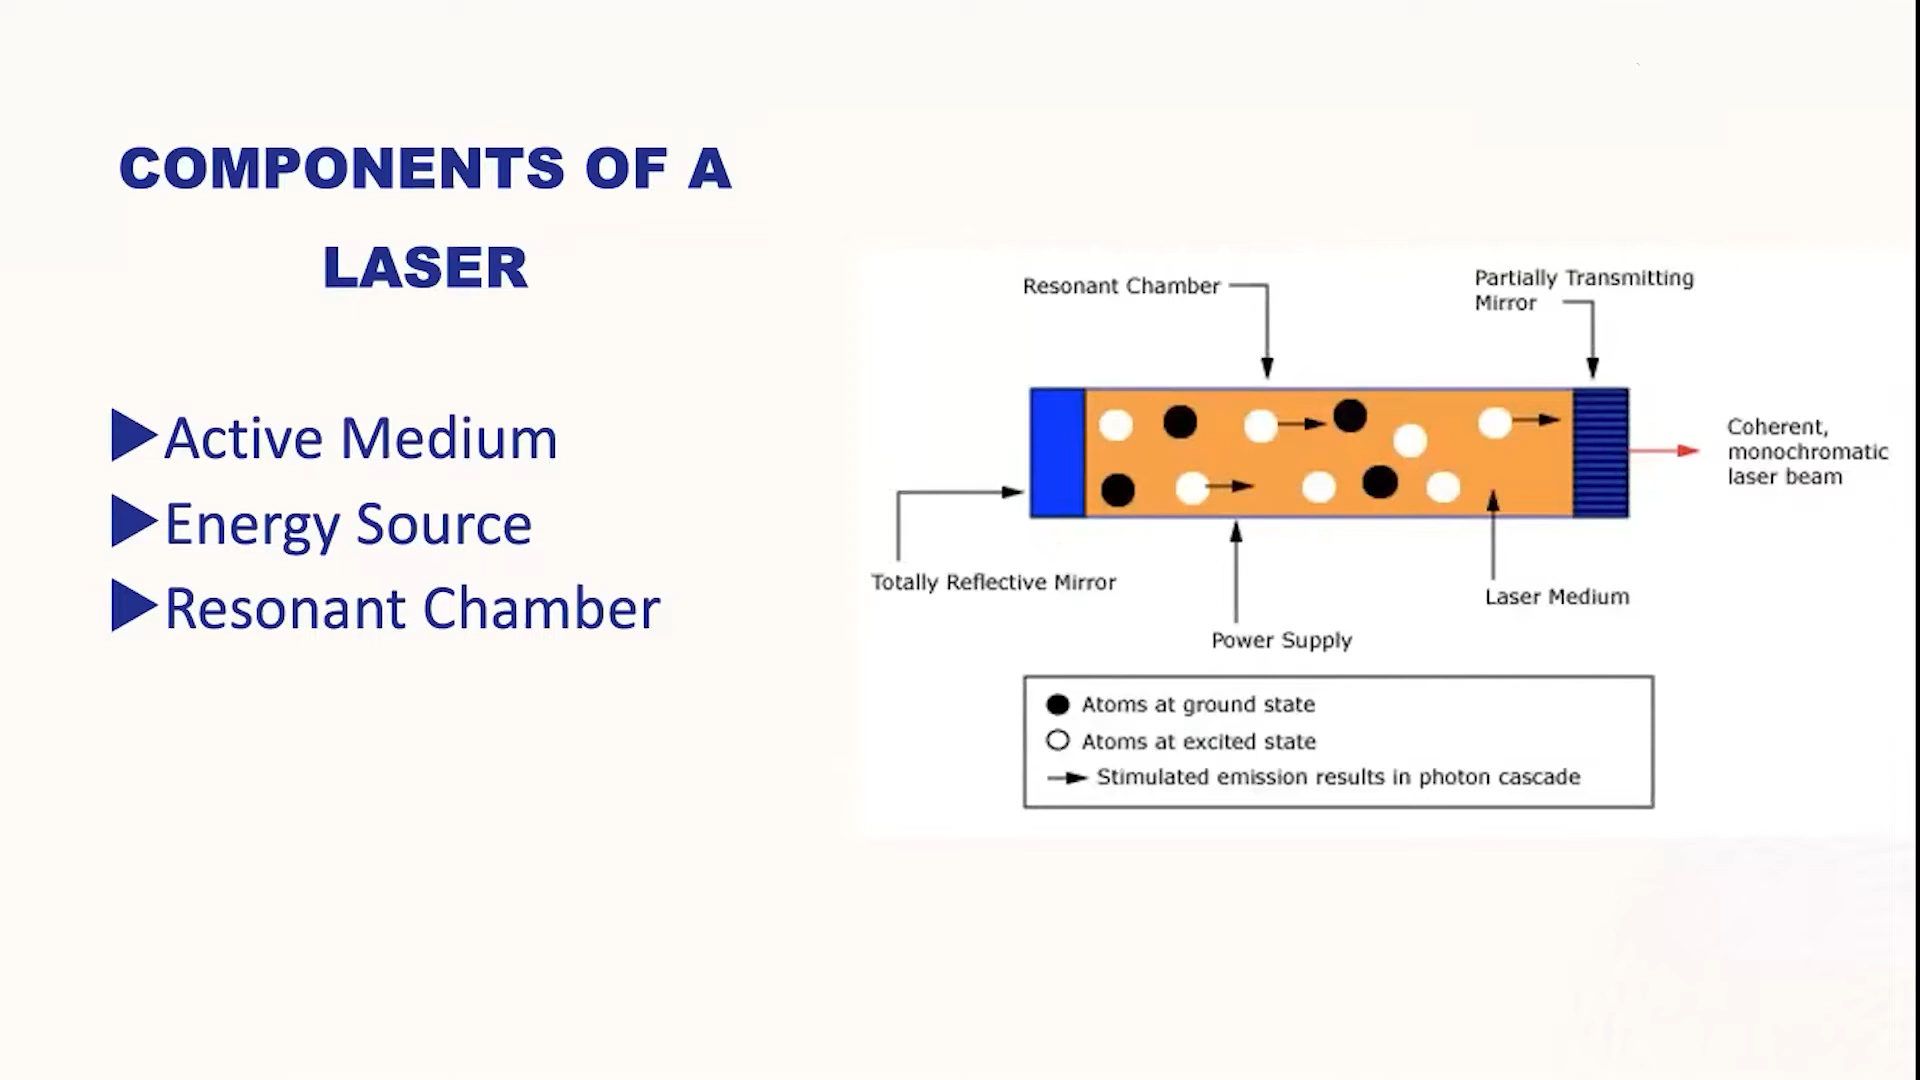 COMPONENTS OF A
LASER
Active Medium
Energy Source
Resonant Chamber
Resonant Chamber
Partially Transmitting
Mirror
Coherent,
monochromatic
laser beam
Totally Reflective Mirror
Laser Medium
Power Supply
Atoms at ground state
Atoms at excited state
Stimulated emission results in photon cascade